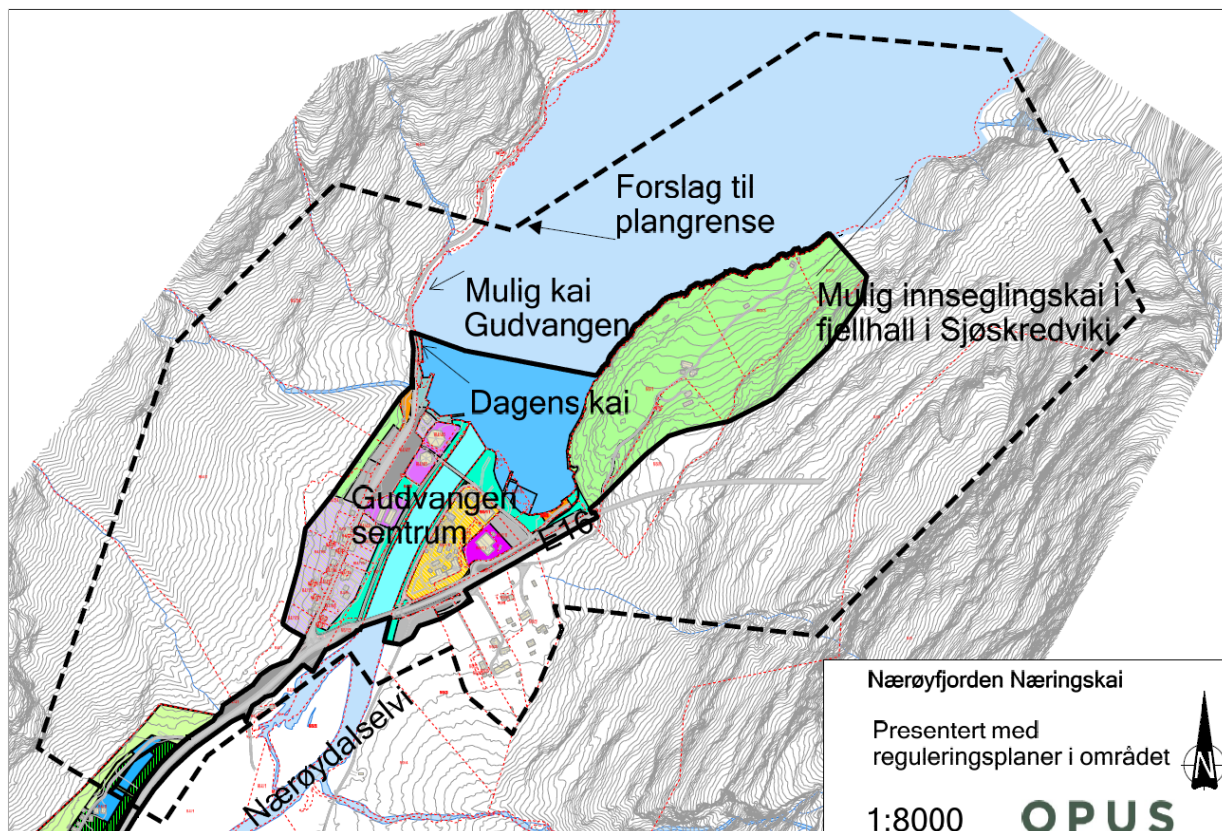 Forslag til
plangrense
Mulig kai
Gudvangen
Mulig innseglingskai i
fjellhall i Sjøskredviki
Dagens kai
Gudvangen
sentrum
E16
Nærøydalselvi
Nærøyfjorden Næringskai
Presentert med
reguleringsplaner i området
N
1:8000
OPUS